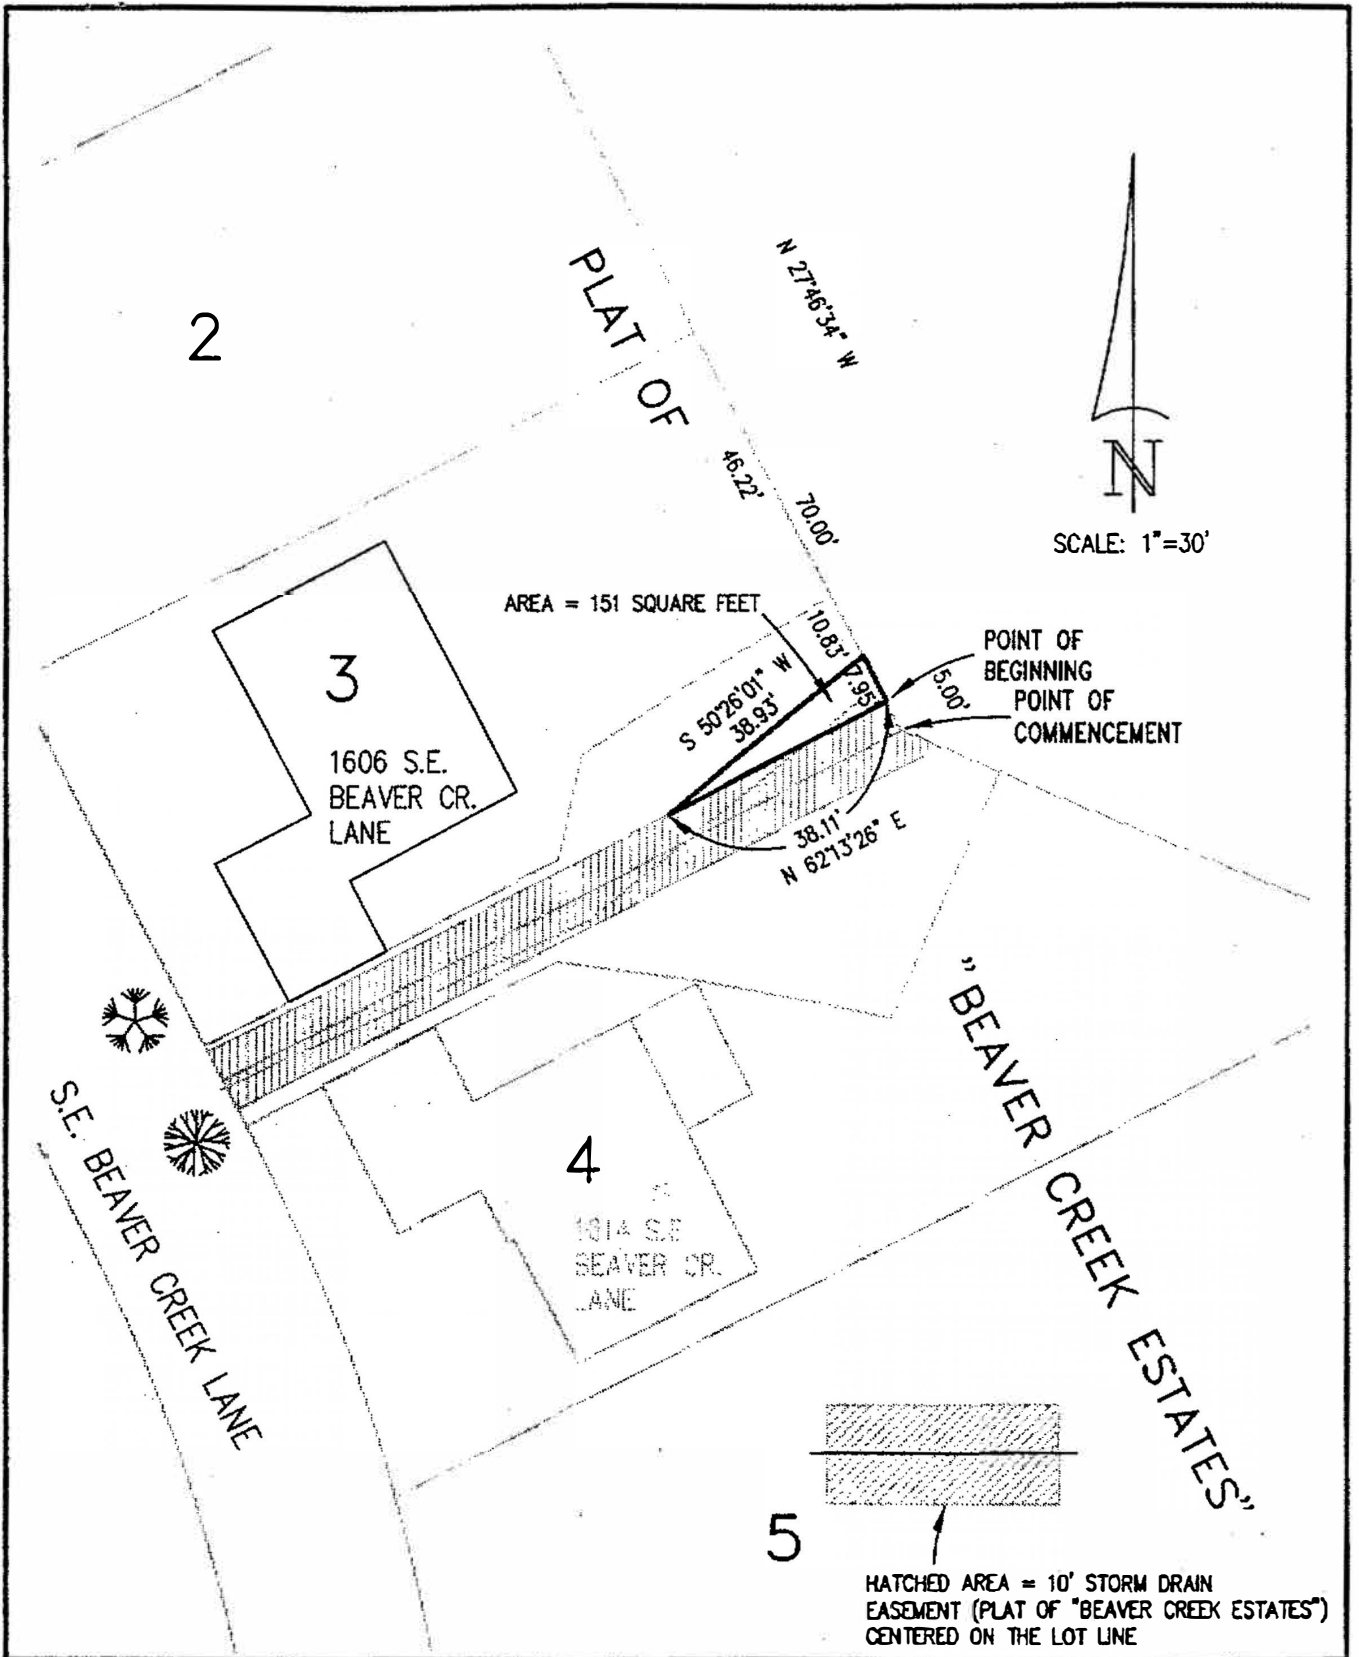 PLAT OF
N 27°46'34" W
2
46.22'
70.00'
N
SCALE: 1"=30'
AREA = 151 SQUARE FEET
10.83'
7.95'
5.00'
POINT OF
BEGINNING
POINT OF
COMMENCEMENT
S 50°26'01" W
38.93'
3
1606 S.E.
BEAVER CR.
LANE
38.11'
N 62°13'26" E
"BEAVER CREEK ESTATES"
S.E. BEAVER CREEK LANE
4
1614 S.E.
BEAVER CR.
LANE
5
HATCHED AREA = 10' STORM DRAIN
EASEMENT (PLAT OF "BEAVER CREEK ESTATES")
CENTERED ON THE LOT LINE